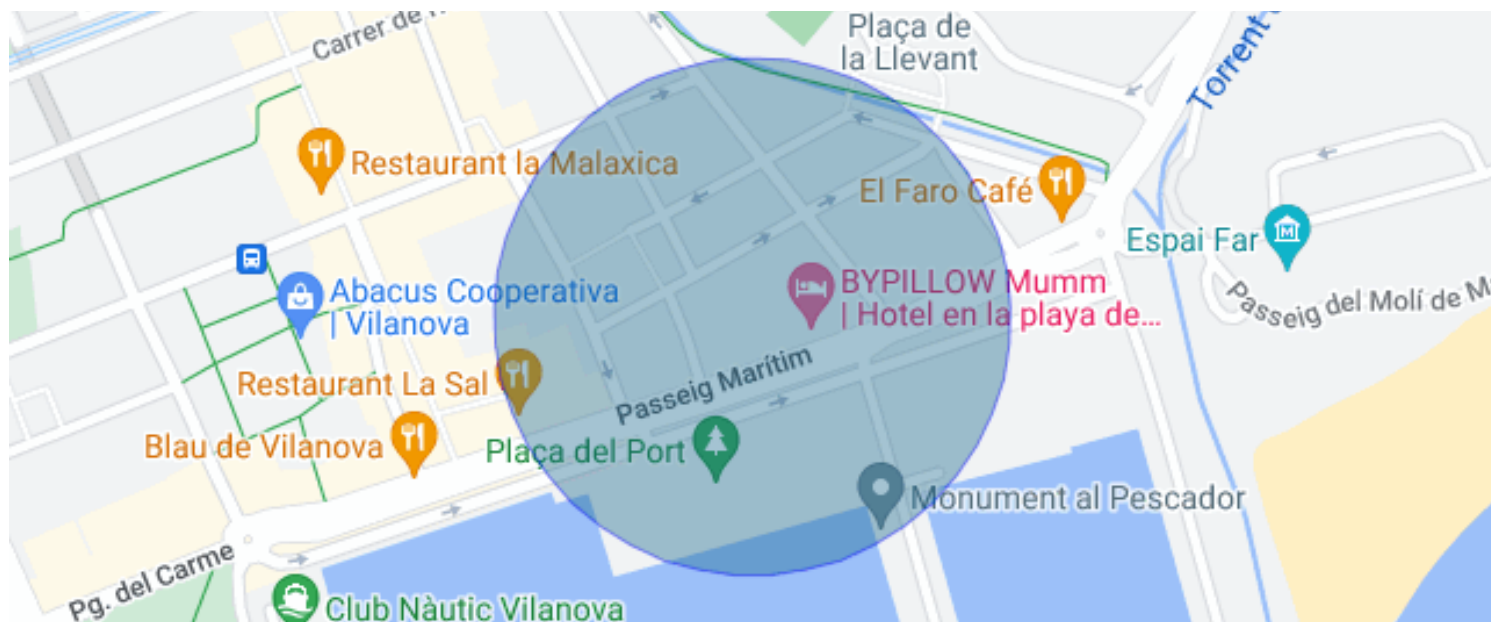 Carrer de
Plaça de
la Llevant
Torrent
Restaurant la Malaxica
El Faro Café
Espai Far
Abacus Cooperativa
| Vilanova
BYPILLOW Mumm
| Hotel en la playa de...
Passeig del Molí de M
Restaurant La Sal
Passeig Marítim
Blau de Vilanova
Plaça del Port
Monument al Pescador
Pg. del Carme
Club Nàutic Vilanova